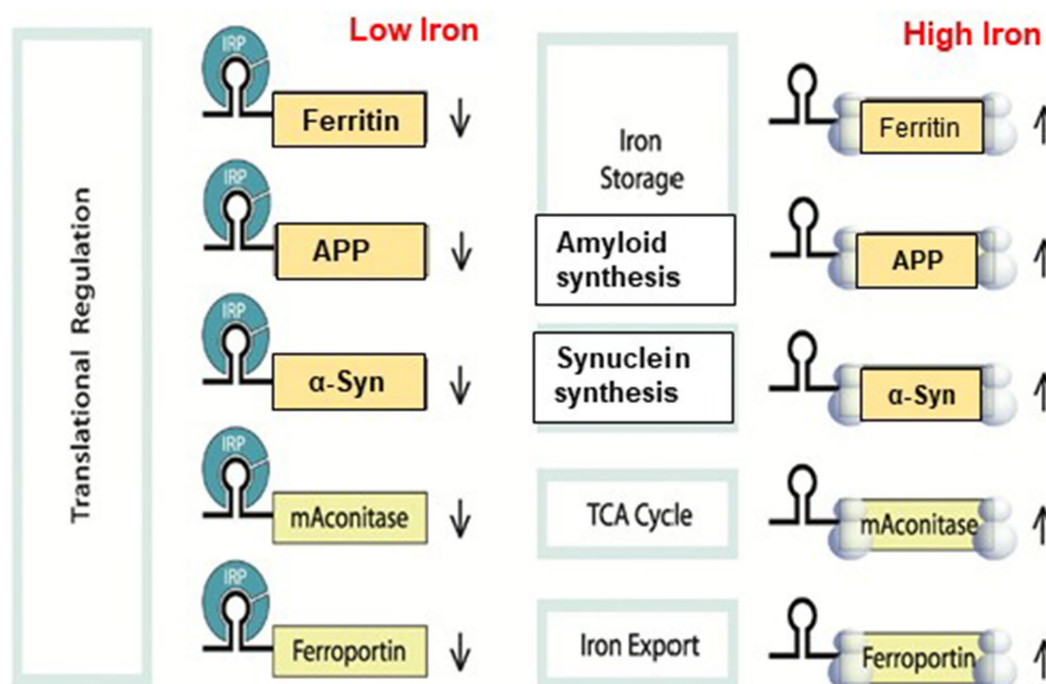 Translational Regulation
Low Iron
High Iron
IRP
Ferritin
Iron
Storage
Ferritin
IRP
APP
Amyloid
synthesis
APP
IRP
α-Syn
Synuclein
synthesis
α-Syn
IRP
mAconitase
TCA Cycle
mAconitase
IRP
Ferroportin
Iron Export
Ferroportin